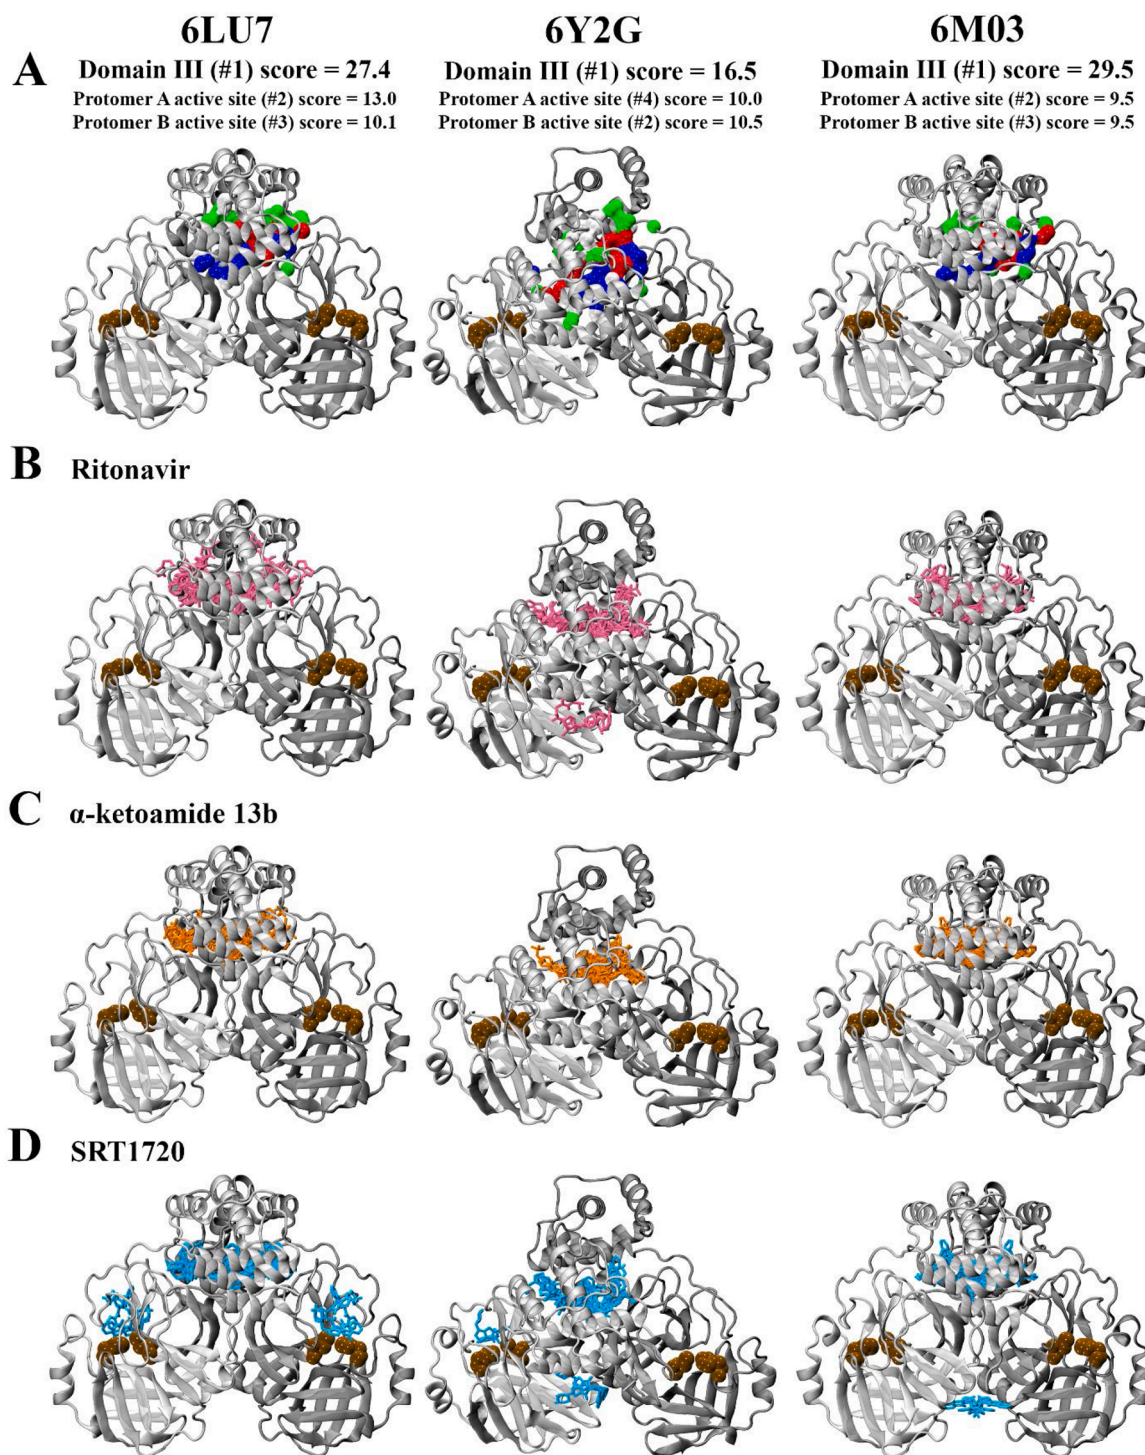 6LU7 6Y2G 6M03
A
Domain III (#1) score = 27.4 Domain III (#1) score = 16.5 Domain III (#1) score = 29.5
Protomer A active site (#2) score = 13.0 Protomer A active site (#4) score = 10.0 Protomer A active site (#2) score = 9.5
Protomer B active site (#3) score = 10.1 Protomer B active site (#2) score = 10.5 Protomer B active site (#3) score = 9.5
B Ritonavir
C α-ketoamide 13b
D SRT1720